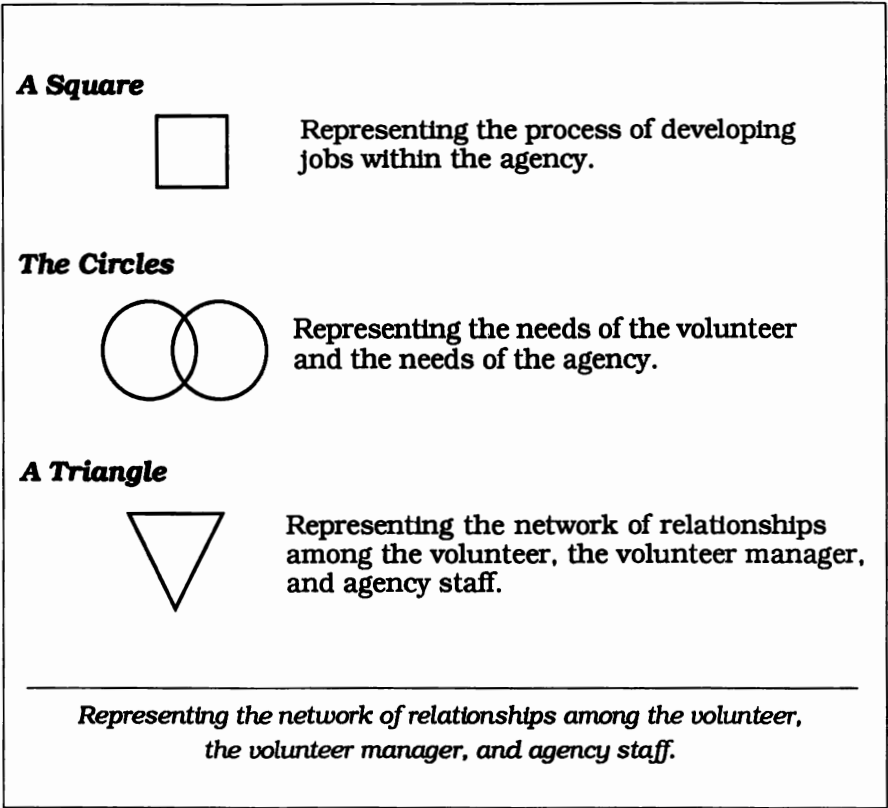 A Square
Representing the process of developing
jobs within the agency.
The Circles
Representing the needs of the volunteer
and the needs of the agency.
A Triangle
Representing the network of relationships
among the volunteer, the volunteer manager,
and agency staff.
Representing the network of relationships among the volunteer,
the volunteer manager, and agency staff.